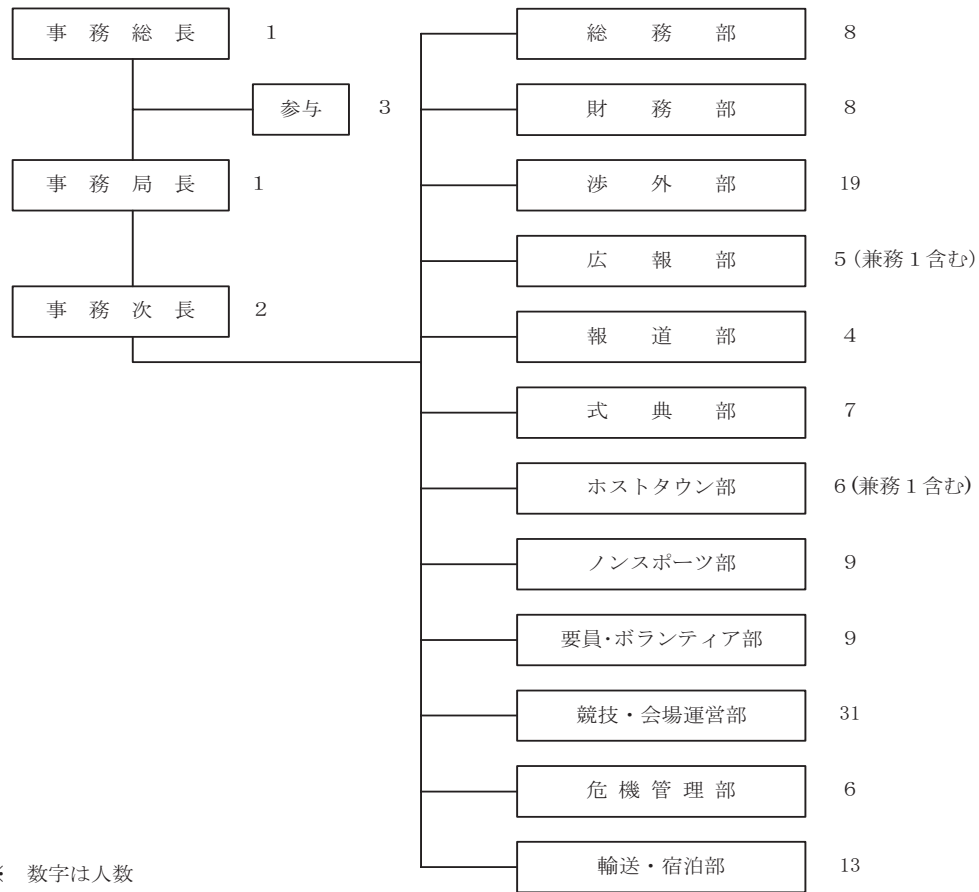 事務総長 1
参与 3
事務局長 1
事務次長 2
総務部 8
財務部 8
渉外部 19
広報部 5(兼務1含む)
報道部 4
式典部 7
ホストタウン部 6(兼務1含む)
ノンスポーツ部 9
要員・ボランティア部 9
競技・会場運営部 31
危機管理部 6
輸送・宿泊部 13
※ 数字は人数